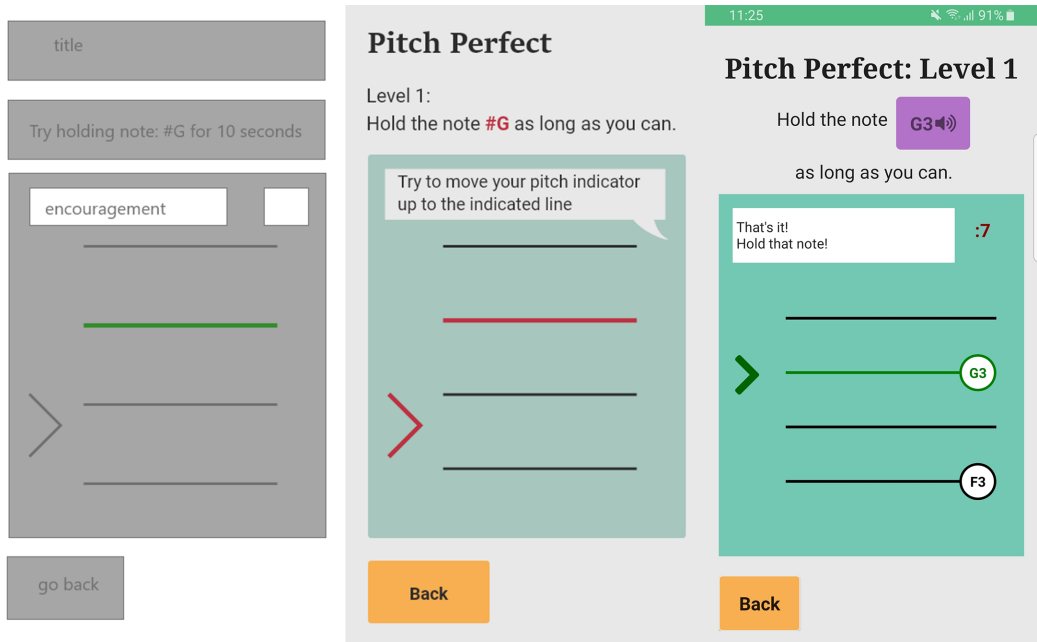 title
Try holding note: #G for 10 seconds
encouragement
go back
Pitch Perfect
Level 1:
Hold the note #G as long as you can.
Try to move your pitch indicator
up to the indicated line
Back
11:25
91%
Pitch Perfect: Level 1
Hold the note G3
as long as you can.
That's it!
Hold that note!
:7
G3
F3
Back